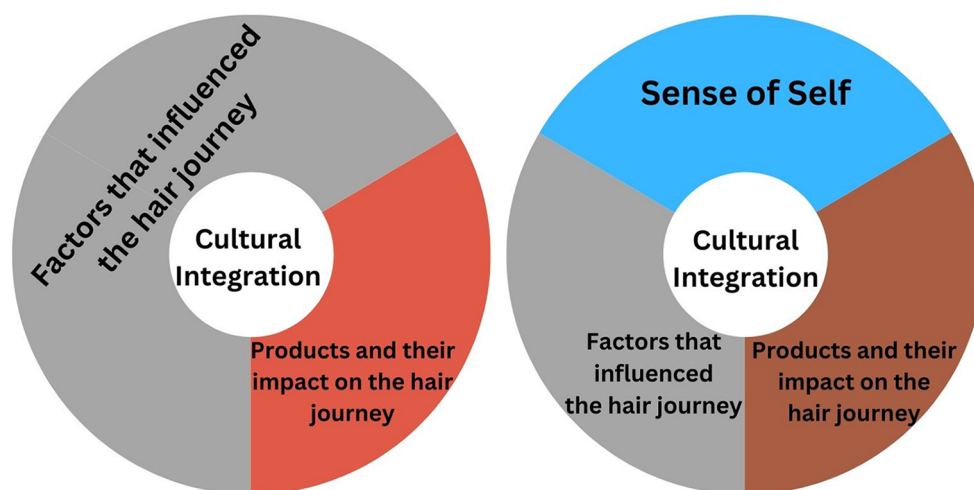 Factors that influenced
the hair journey
Cultural
Integration
Products and their
impact on the hair
journey
Sense of Self
Cultural
Integration
Factors that
influenced
the hair journey
Products and their
impact on the
hair journey